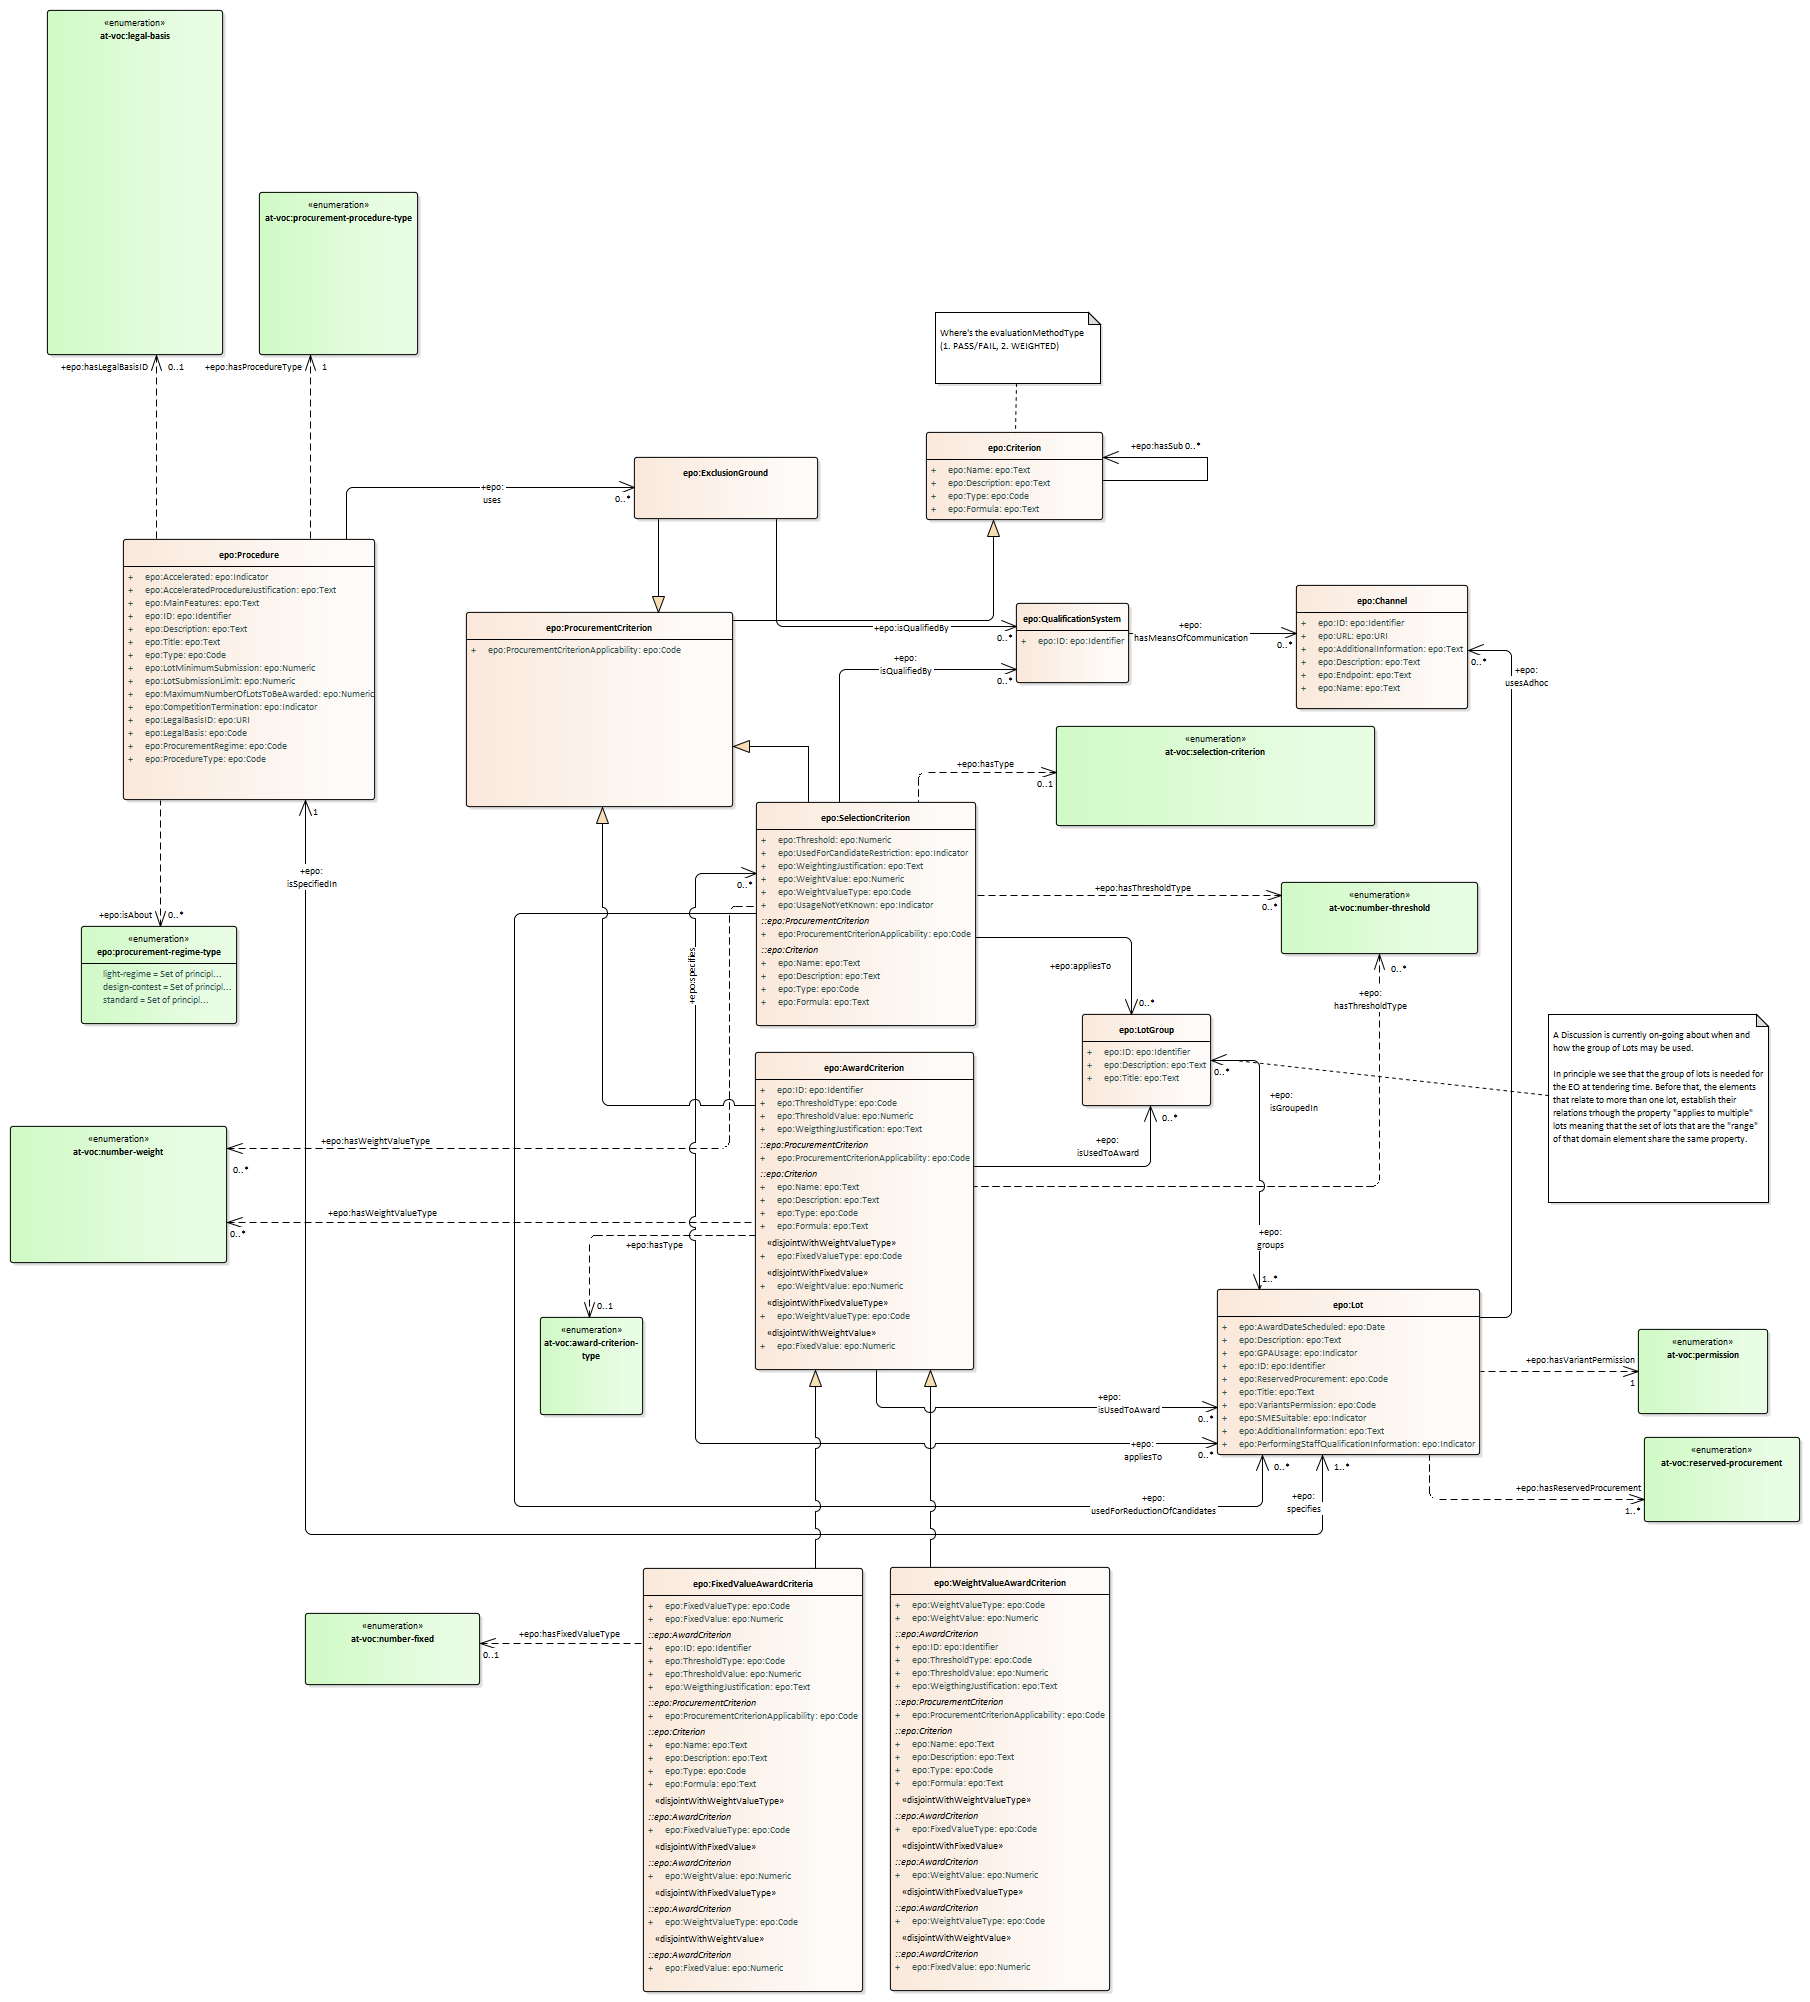 «enumeration»
at-voc:legal-basis
«enumeration»
at-voc:procurement-procedure-type
+epo:hasLegalBasisID
0..1
+epo:hasProcedureType
1
Where's the evaluationMethodType
(1. PASS/FAIL, 2. WEIGHTED)
epo:Criterion
+ epo:Name: epo:Text
+ epo:Description: epo:Text
+ epo:Type: epo:Code
+ epo:Formula: epo:Text
+epo:hasSub 0..*
epo:ExclusionGround
+epo:
uses
0..*
epo:Procedure
+ epo:Accelerated: epo:Indicator
+ epo:AcceleratedProcedureJustification: epo:Text
+ epo:MainFeatures: epo:Text
+ epo:ID: epo:Identifier
+ epo:Description: epo:Text
+ epo:Title: epo:Text
+ epo:Type: epo:Code
+ epo:LotMinimumSubmission: epo:Numeric
+ epo:LotSubmissionLimit: epo:Numeric
+ epo:MaximumNumberOfLotsToBeAwarded: epo:Numeric
+ epo:CompetitionTermination: epo:Indicator
+ epo:LegalBasisID: epo:URI
+ epo:LegalBasis: epo:Code
+ epo:ProcurementRegime: epo:Code
+ epo:ProcedureType: epo:Code
epo:ProcurementCriterion
+ epo:ProcurementCriterionApplicability: epo:Code
+epo:isQualifiedBy
0..*
epo:QualificationSystem
+ epo:ID: epo:Identifier
+epo:
hasMeansOfCommunication
0..*
epo:Channel
+ epo:ID: epo:Identifier
+ epo:URL: epo:URI
+ epo:AdditionalInformation: epo:Text
+ epo:Description: epo:Text
+ epo:Endpoint: epo:Text
+ epo:Name: epo:Text
0..*
+epo:
usesAdhoc
+epo:
isQualifiedBy
0..*
«enumeration»
at-voc:selection-criterion
+epo:hasType
0..1
1
+epo:
isSpecifiedIn
epo:SelectionCriterion
+ epo:Threshold: epo:Numeric
+ epo:UsedForCandidateRestriction: epo:Indicator
+ epo:WeightingJustification: epo:Text
+ epo:WeightValue: epo:Numeric
+ epo:WeightValueType: epo:Code
+ epo:UsageNotYetKnown: epo:Indicator
::epo:ProcurementCriterion
+ epo:ProcurementCriterionApplicability: epo:Code
::epo:Criterion
+ epo:Name: epo:Text
+ epo:Description: epo:Text
+ epo:Type: epo:Code
+ epo:Formula: epo:Text
0..*
+epo:specifies
+epo:hasThresholdType
0..*
«enumeration»
at-voc:number-threshold
+epo:isAbout
0..*
«enumeration»
epo:procurement-regime-type
light-regime = Set of principl...
design-contest = Set of principl...
standard = Set of principl...
+epo:appliesTo
0..*
0..*
+epo:
hasThresholdType
epo:LotGroup
+ epo:ID: epo:Identifier
+ epo:Description: epo:Text
+ epo:Title: epo:Text
0..*
A Discussion is currently on-going about when and
how the group of Lots may be used.
In principle we see that the group of lots is needed for
the EO at tendering time. Before that, the elements
that relate to more than one lot, establish their
relations trhough the property "applies to multiple"
lots meaning that the set of lots that are the "range"
of that domain element share the same property.
epo:AwardCriterion
+ epo:ID: epo:Identifier
+ epo:ThresholdType: epo:Code
+ epo:ThresholdValue: epo:Numeric
+ epo:WeigthingJustification: epo:Text
::epo:ProcurementCriterion
+ epo:ProcurementCriterionApplicability: epo:Code
::epo:Criterion
+ epo:Name: epo:Text
+ epo:Description: epo:Text
+ epo:Type: epo:Code
+ epo:Formula: epo:Text
«disjointWithWeightValueType»
+ epo:FixedValueType: epo:Code
«disjointWithFixedValue»
+ epo:WeightValue: epo:Numeric
«disjointWithFixedValueType»
+ epo:WeightValueType: epo:Code
«disjointWithWeightValue»
+ epo:FixedValue: epo:Numeric
+epo:
isGroupedIn
0..*
+epo:
isUsedToAward
«enumeration»
at-voc:number-weight
+epo:hasWeightValueType
0..*
+epo:hasWeightValueType
0..*
+epo:hasType
0..1
«enumeration»
at-voc:award-criterion-
type
+epo:
groups
1..*
epo:Lot
+ epo:AwardDateScheduled: epo:Date
+ epo:Description: epo:Text
+ epo:GPAUsage: epo:Indicator
+ epo:ID: epo:Identifier
+ epo:ReservedProcurement: epo:Code
+ epo:Title: epo:Text
+ epo:VariantsPermission: epo:Code
+ epo:SMESuitable: epo:Indicator
+ epo:AdditionalInformation: epo:Text
+ epo:PerformingStaffQualificationInformation: epo:Indicator
+epo:hasVariantPermission
1
«enumeration»
at-voc:permission
+epo:
isUsedToAward
0..*
+epo:
appliesTo
0..*
«enumeration»
at-voc:reserved-procurement
+epo:hasReservedProcurement
1..*
0..*
1..*
+epo:
usedForReductionOfCandidates
+epo:
specifies
epo:FixedValueAwardCriteria
+ epo:FixedValueType: epo:Code
+ epo:FixedValue: epo:Numeric
::epo:AwardCriterion
+ epo:ID: epo:Identifier
+ epo:ThresholdType: epo:Code
+ epo:ThresholdValue: epo:Numeric
+ epo:WeigthingJustification: epo:Text
::epo:ProcurementCriterion
+ epo:ProcurementCriterionApplicability: epo:Code
::epo:Criterion
+ epo:Name: epo:Text
+ epo:Description: epo:Text
+ epo:Type: epo:Code
+ epo:Formula: epo:Text
«disjointWithWeightValueType»
::epo:AwardCriterion
+ epo:FixedValueType: epo:Code
«disjointWithFixedValue»
::epo:AwardCriterion
+ epo:WeightValue: epo:Numeric
«disjointWithFixedValueType»
::epo:AwardCriterion
+ epo:WeightValueType: epo:Code
«disjointWithWeightValue»
::epo:AwardCriterion
+ epo:FixedValue: epo:Numeric
epo:WeightValueAwardCriterion
+ epo:WeightValueType: epo:Code
+ epo:WeightValue: epo:Numeric
::epo:AwardCriterion
+ epo:ID: epo:Identifier
+ epo:ThresholdType: epo:Code
+ epo:ThresholdValue: epo:Numeric
+ epo:WeigthingJustification: epo:Text
::epo:ProcurementCriterion
+ epo:ProcurementCriterionApplicability: epo:Code
::epo:Criterion
+ epo:Name: epo:Text
+ epo:Description: epo:Text
+ epo:Type: epo:Code
+ epo:Formula: epo:Text
«disjointWithWeightValueType»
::epo:AwardCriterion
+ epo:FixedValueType: epo:Code
«disjointWithFixedValue»
::epo:AwardCriterion
+ epo:WeightValue: epo:Numeric
«disjointWithFixedValueType»
::epo:AwardCriterion
+ epo:WeightValueType: epo:Code
«disjointWithWeightValue»
::epo:AwardCriterion
+ epo:FixedValue: epo:Numeric
«enumeration»
at-voc:number-fixed
+epo:hasFixedValueType
0..1